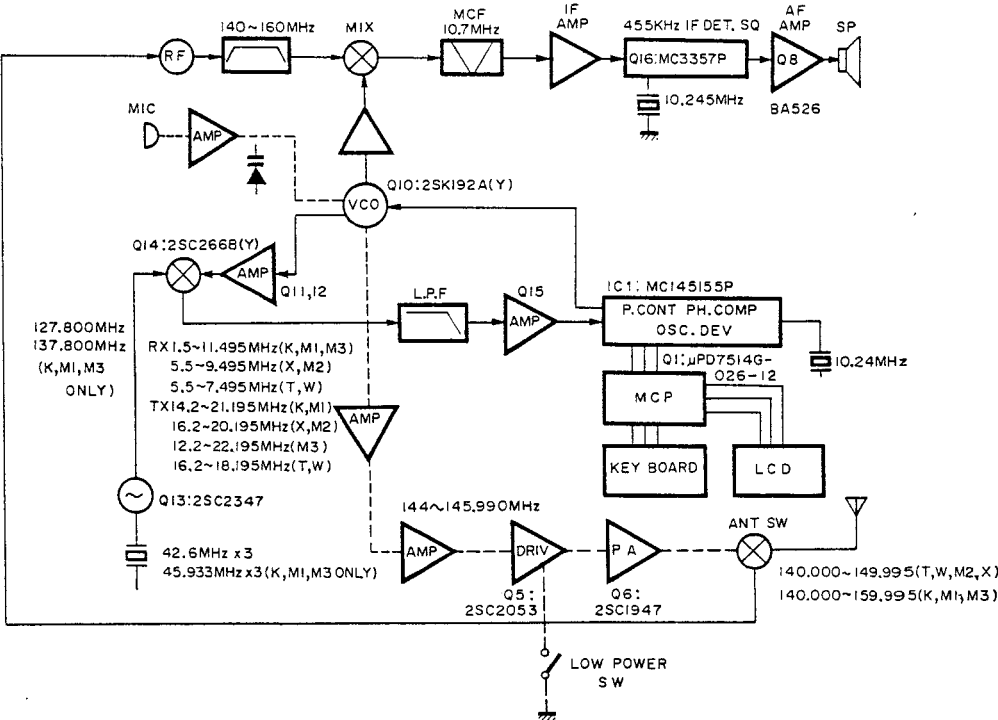 RF
140~160MHz
MIX
MCF
10.7MHz
IF
AMP
455KHz IF DET. SQ
Q16:MC3357P
10.245MHz
AF
AMP
Q8
BA526
SP
MIC
AMP
Q10:2SK192A(Y)
VCO
Q14:2SC2668(Y)
AMP
Q11,12
L.P.F
Q15
AMP
IC1: MC145155P
P.CONT PH.COMP
OSC.DEV
10.24MHz
Q1:μPD7514G-
026-12
MCP
KEY BOARD
LCD
127.800MHz
137.800MHz
(K,M1,M3
ONLY)
RX1.5~11.495MHz(K,M1,M3)
5.5~9.495MHz(X,M2)
5.5~7.495MHz(T,W)
TX14.2~21.195MHz(K,M1)
16.2~20.195MHz(X,M2)
12.2~22.195MHz(M3)
16.2~18.195MHz(T,W)
AMP
Q13:2SC2347
42.6MHz x3
45.933MHz x3(K,M1,M3 ONLY)
144~145.990MHz
AMP
DRIV
Q5:
2SC2053
PA
Q6:
2SC1947
ANT SW
140.000~149.995(T,W,M2,X)
140.000~159.995(K,M1,M3)
LOW POWER
SW